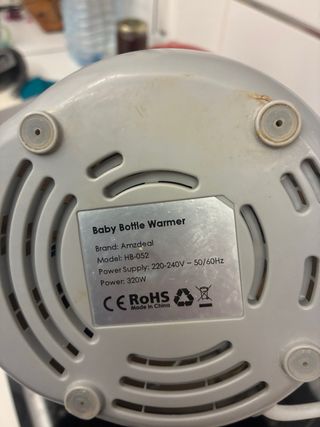 Baby Bottle Warmer
Brand: Amzdeal
Model: HB-052
Power Supply: 220-240V ~ 50/60Hz
Power: 320W
CE RoHS
Made in China